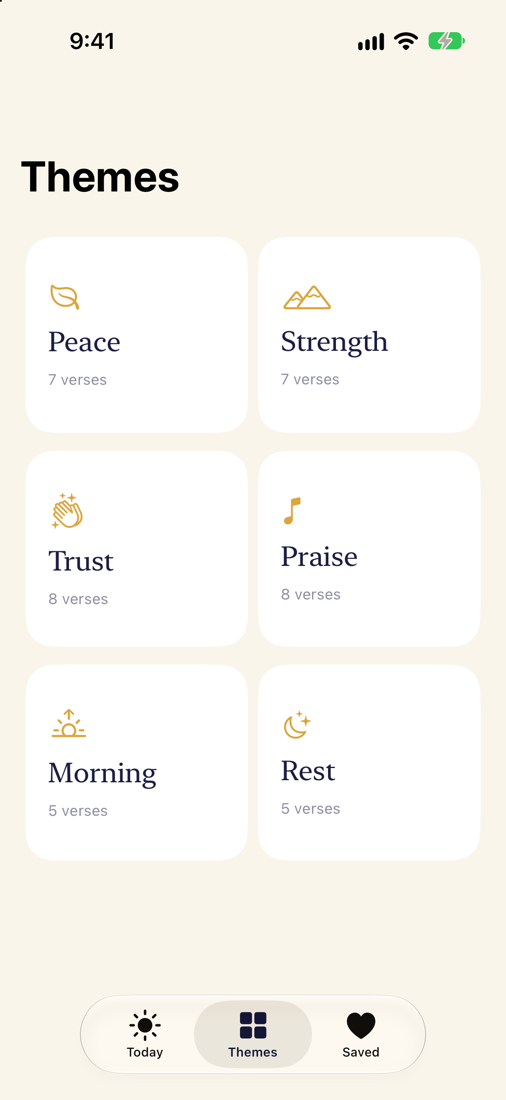 9:41
Themes
Peace
7 verses
Strength
7 verses
Trust
8 verses
Praise
8 verses
Morning
5 verses
Rest
5 verses
Today
Themes
Saved